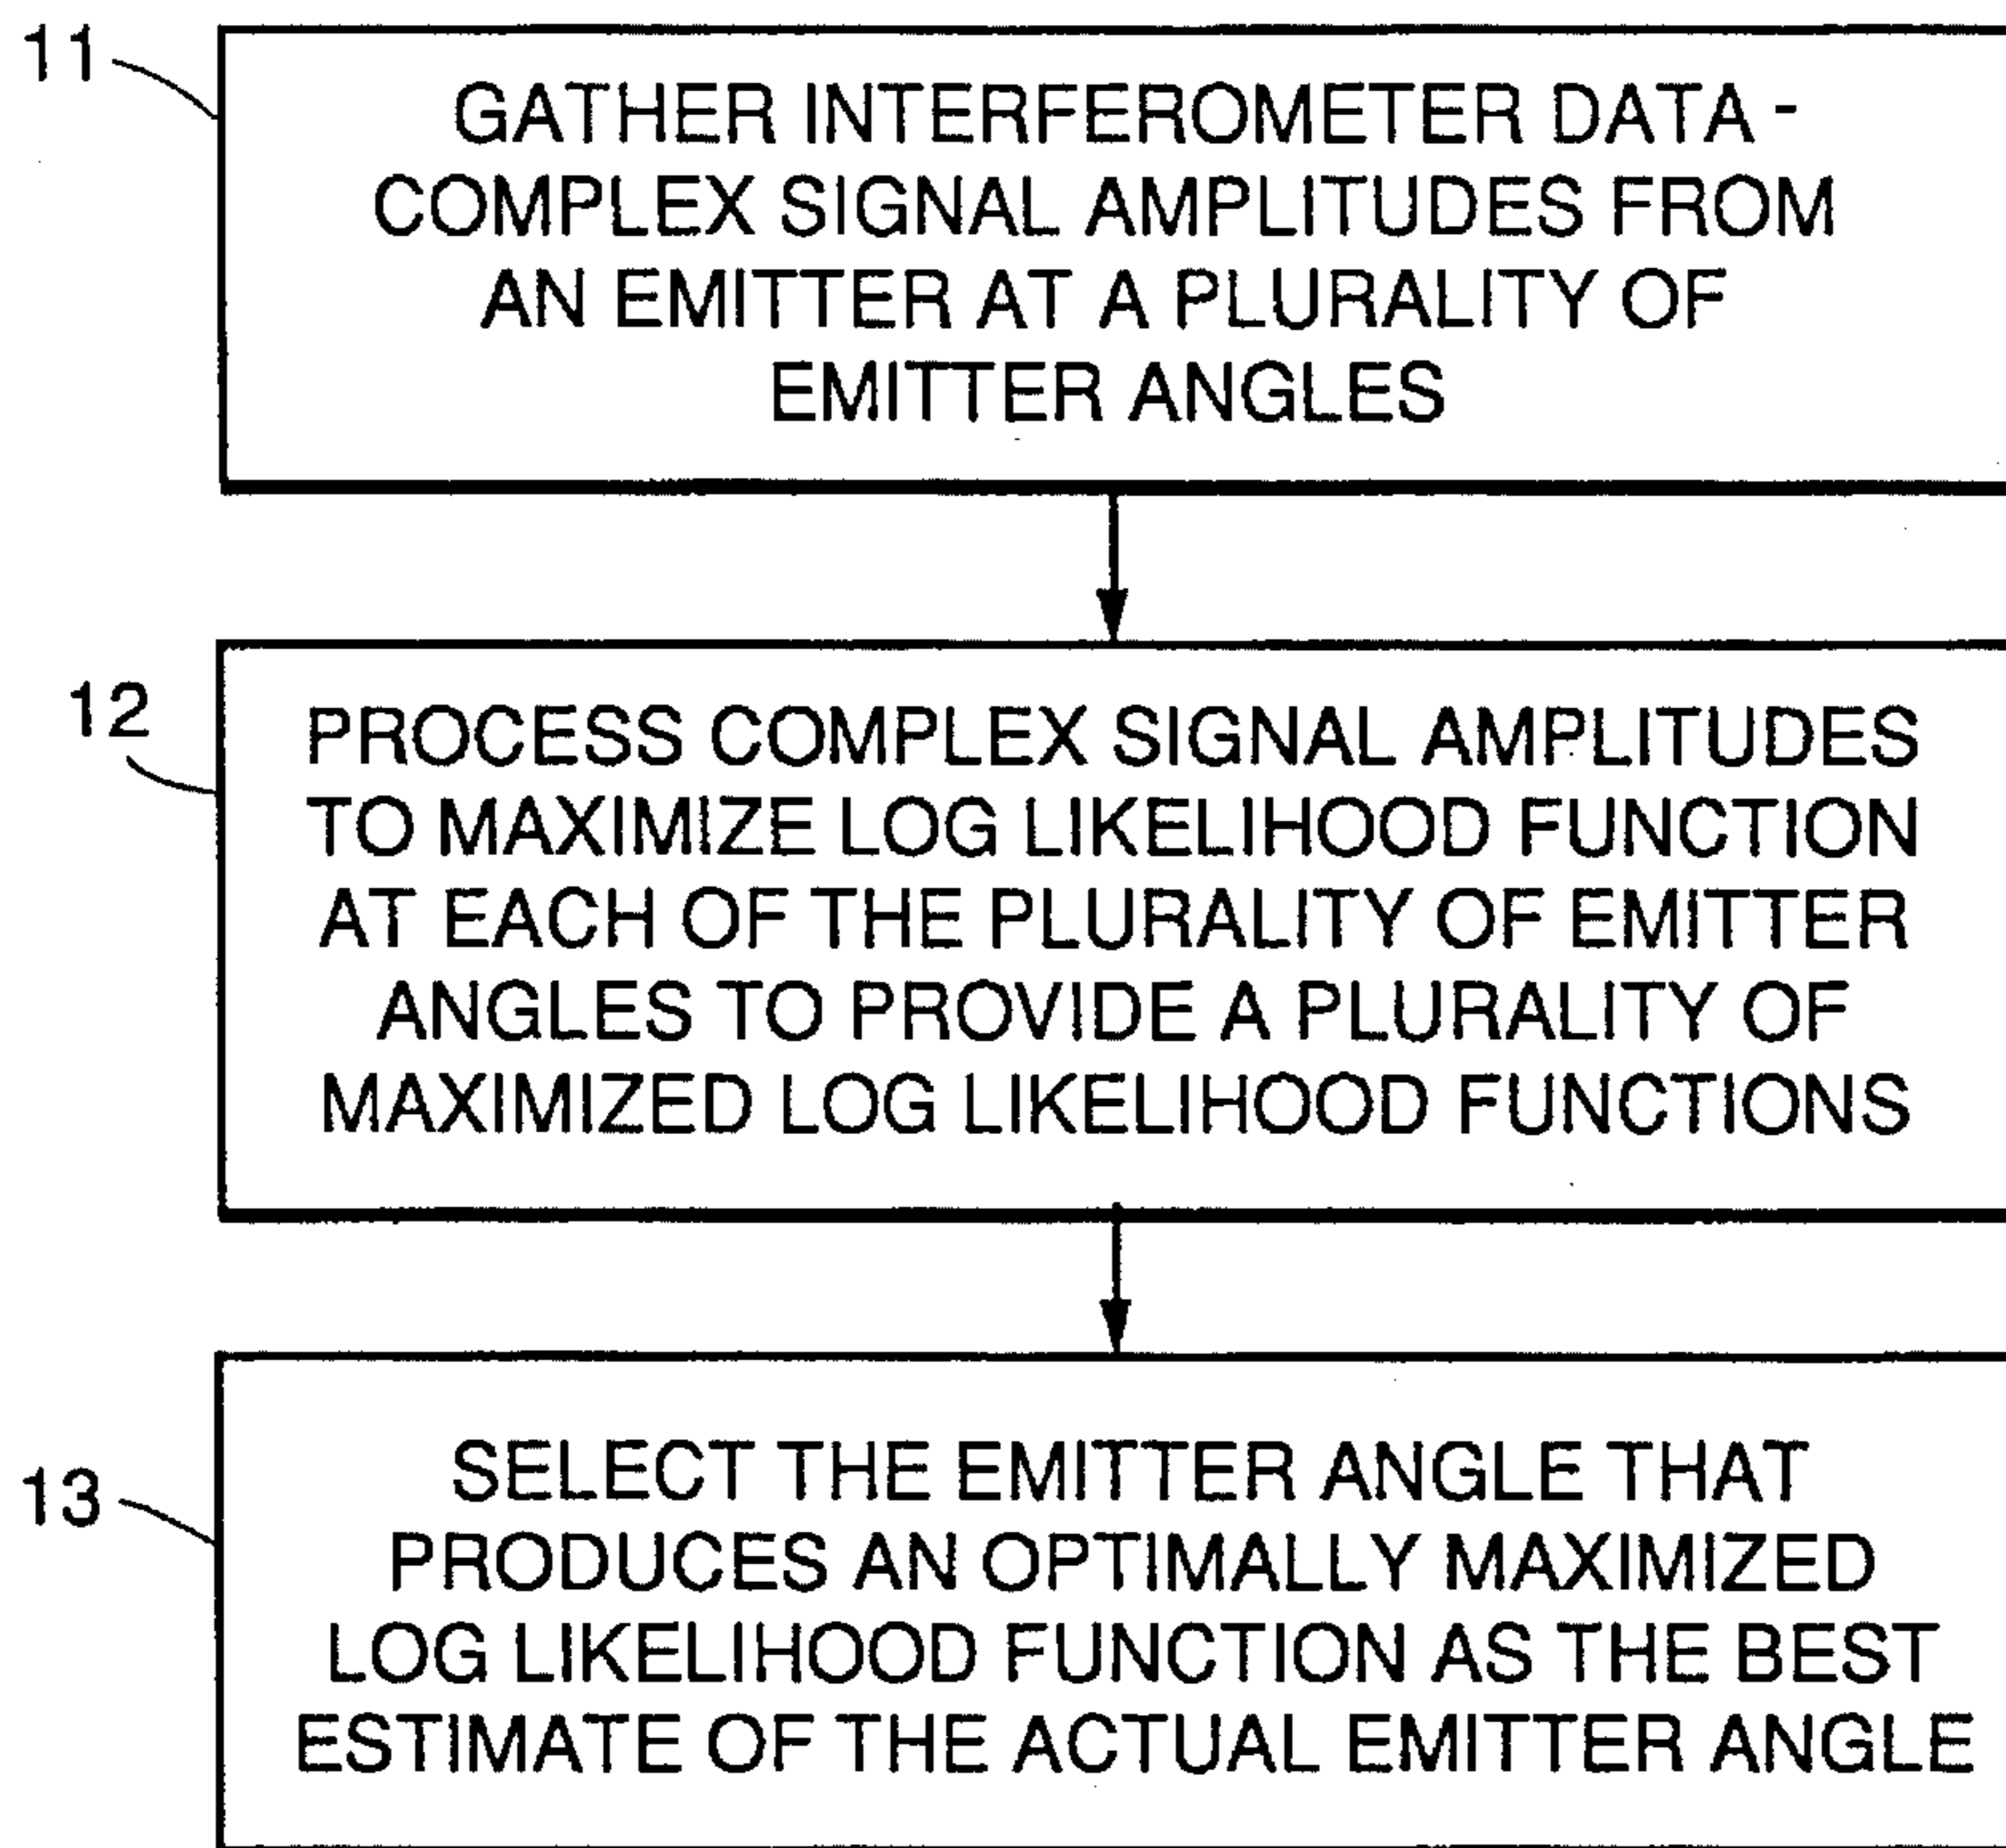 11
GATHER INTERFEROMETER DATA -
COMPLEX SIGNAL AMPLITUDES FROM
AN EMITTER AT A PLURALITY OF
EMITTER ANGLES
12
PROCESS COMPLEX SIGNAL AMPLITUDES
TO MAXIMIZE LOG LIKELIHOOD FUNCTION
AT EACH OF THE PLURALITY OF EMITTER
ANGLES TO PROVIDE A PLURALITY OF
MAXIMIZED LOG LIKELIHOOD FUNCTIONS
13
SELECT THE EMITTER ANGLE THAT
PRODUCES AN OPTIMALLY MAXIMIZED
LOG LIKELIHOOD FUNCTION AS THE BEST
ESTIMATE OF THE ACTUAL EMITTER ANGLE